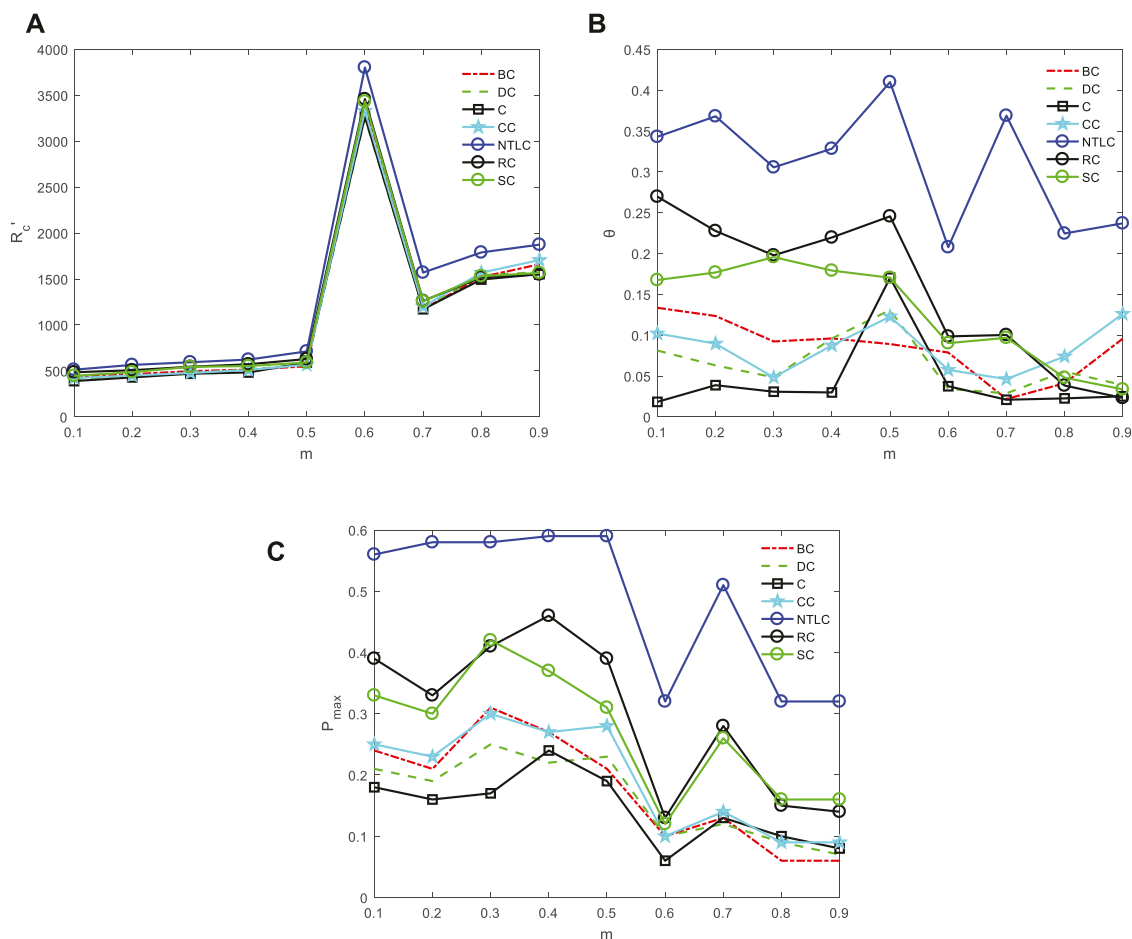 A
4000
3500
3000
2500
2000
1500
1000
500
0
R_c'
0.1 0.2 0.3 0.4 0.5 0.6 0.7 0.8 0.9
m
BC
DC
C
CC
NTLC
RC
SC
B
0.45
0.4
0.35
0.3
0.25
0.2
0.15
0.1
0.05
0
θ
0.1 0.2 0.3 0.4 0.5 0.6 0.7 0.8 0.9
m
BC
DC
C
CC
NTLC
RC
SC
C
0.6
0.5
0.4
0.3
0.2
0.1
0
P_max
0.1 0.2 0.3 0.4 0.5 0.6 0.7 0.8 0.9
m
BC
DC
C
CC
NTLC
RC
SC